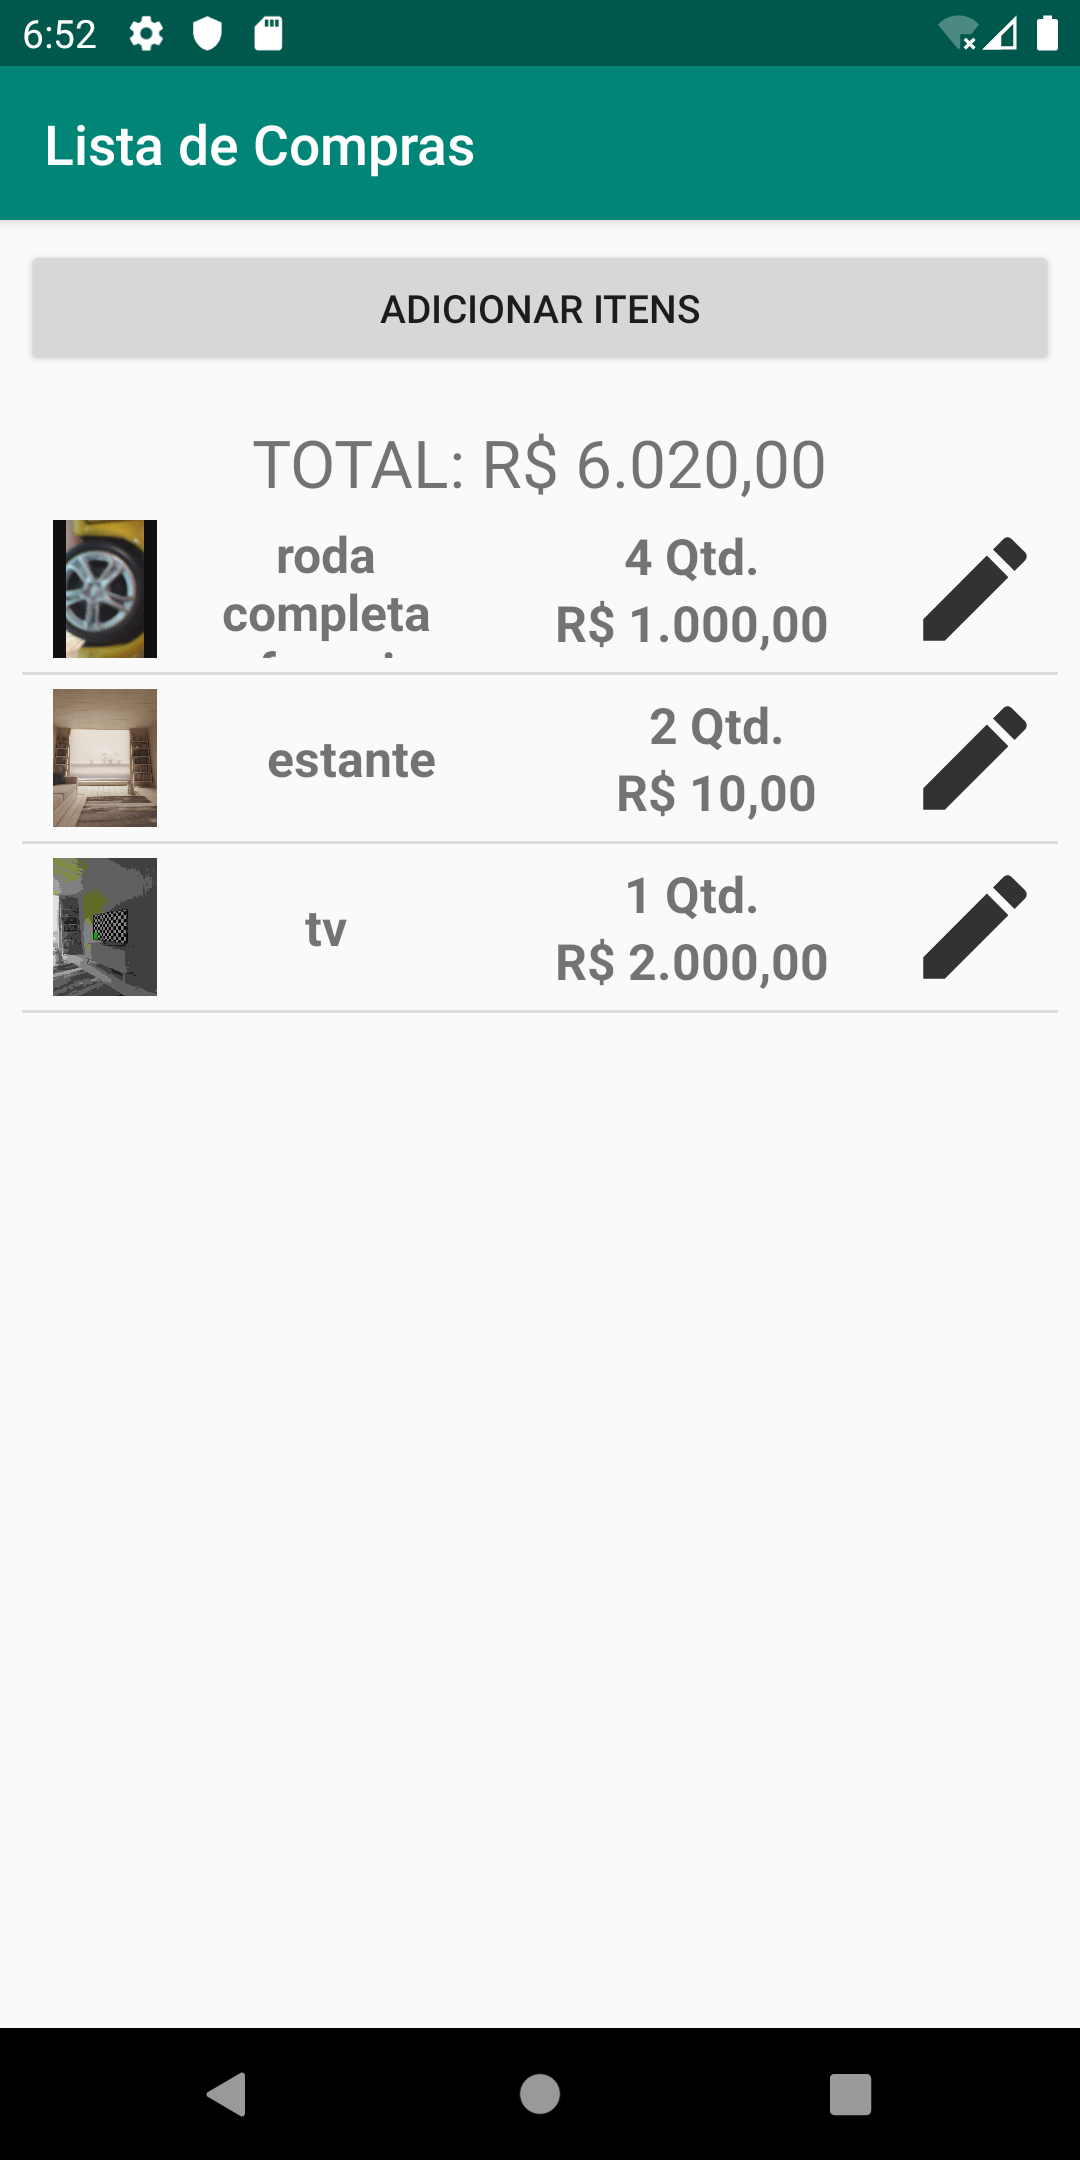 6:52
Lista de Compras
ADICIONAR ITENS
TOTAL: R$ 6.020,00
roda
completa
4 Qtd.
R$ 1.000,00
estante
2 Qtd.
R$ 10,00
tv
1 Qtd.
R$ 2.000,00